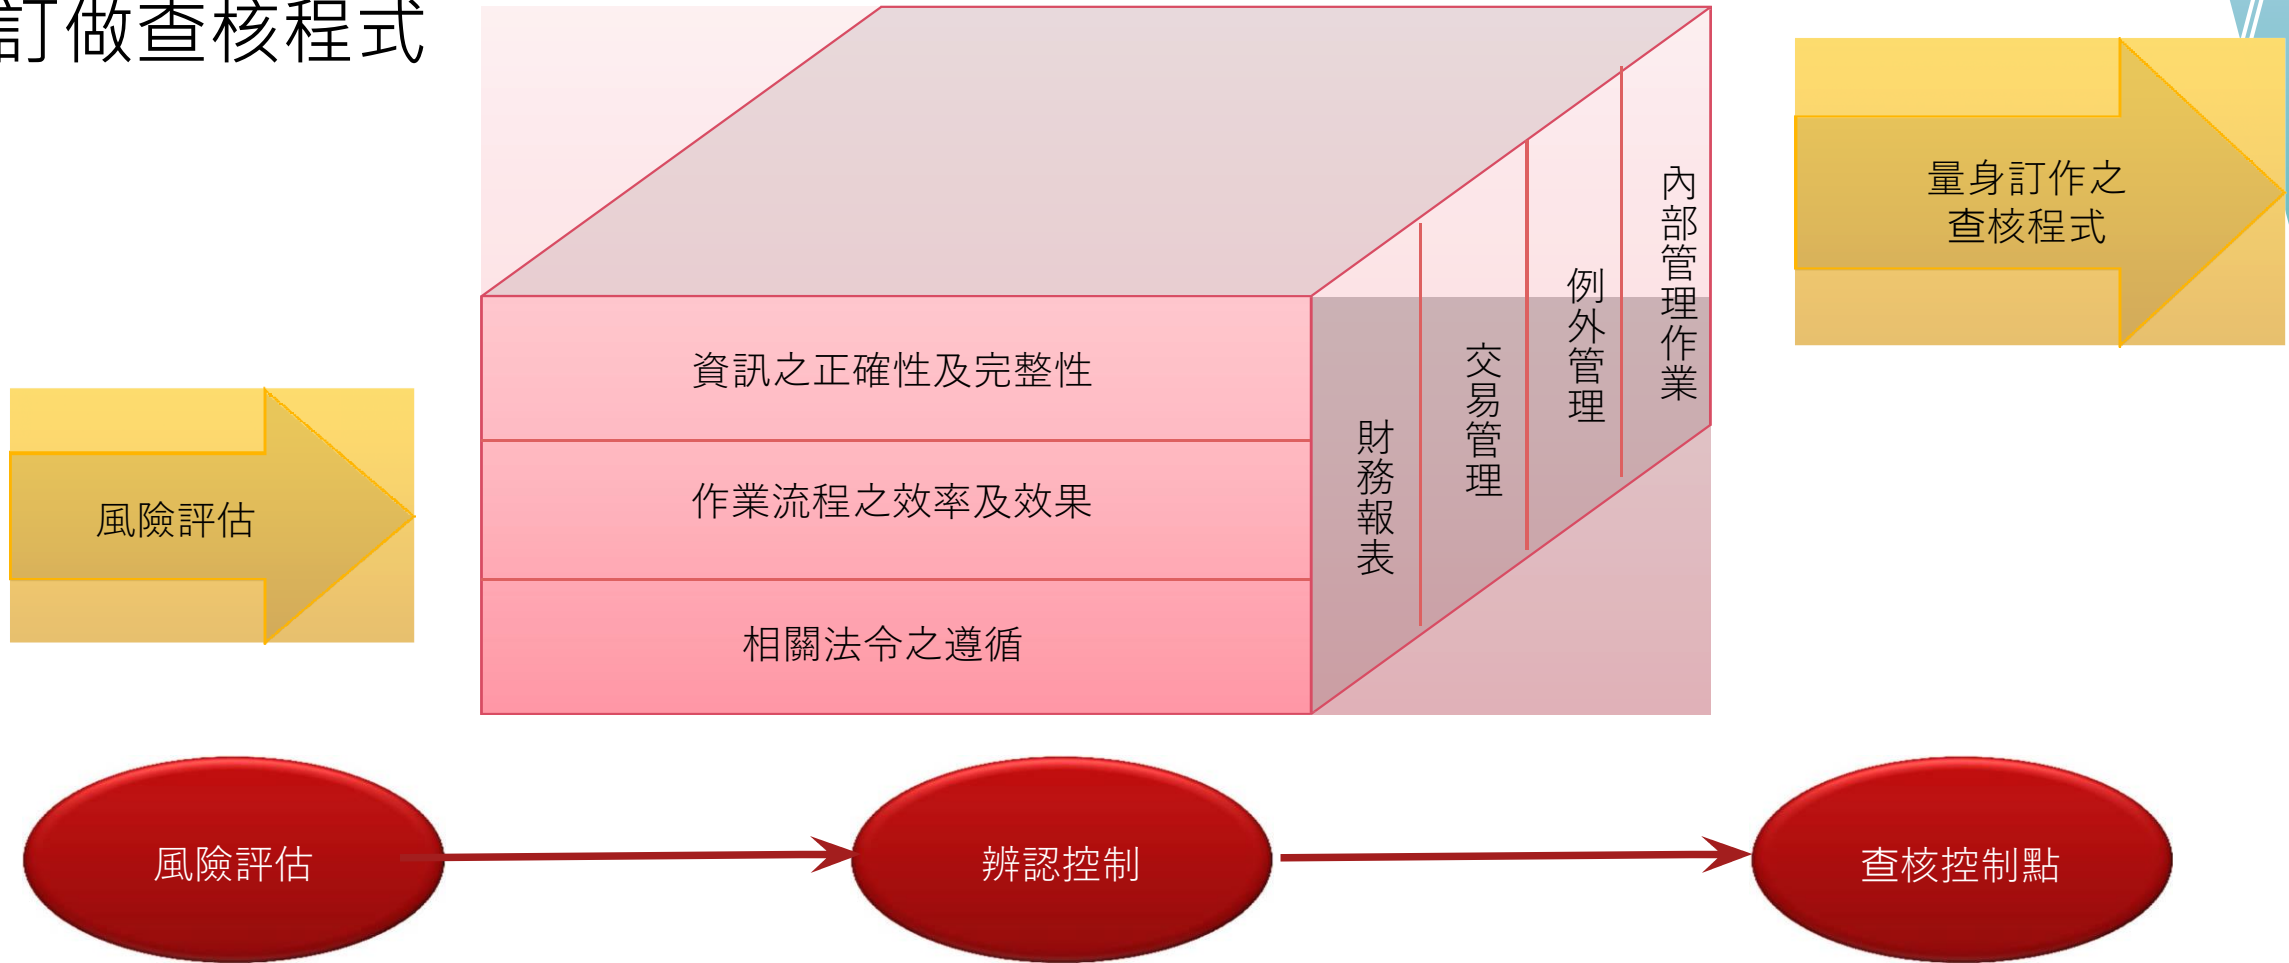 訂做查核程式
資訊之正確性及完整性
作業流程之效率及效果
相關法令之遵循
財務報表
交易管理
例外管理
內部管理作業
風險評估
量身訂作之
查核程式
風險評估
辨認控制
查核控制點